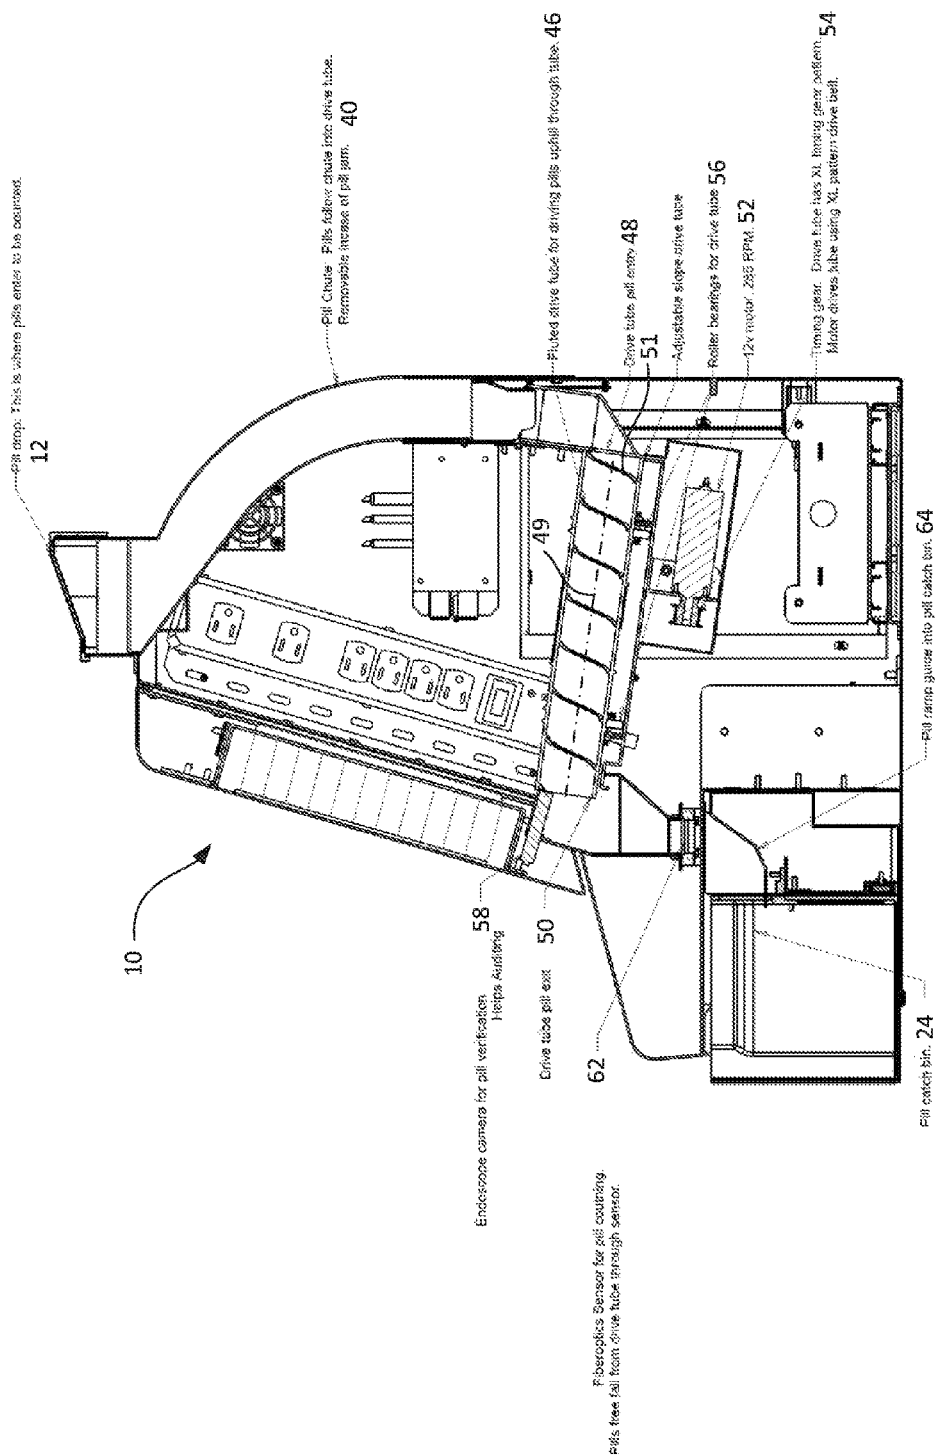 Pill drop. This is where pills enter to be counted.
12
Pill Chute. Pills follow chute into drive tube.
Removable incase of pill jam. 40
Fluted drive tube for driving pills uphill through tube. 46
Drive tube pill entry 48
51
49
Adjustable slope drive tube
Roller bearings for drive tube 56
12v motor. 285 RPM. 52
Timing gear. Drive tube has XL timing gear pattern.
Motor drives tube using XL pattern drive belt.
54
Pill ramp guide into pill catch bin. 64
10
Endoscope camera for pill verification 58
Helps Auditing
Drive tube pill exit 50
62
Fiberoptics Sensor for pill counting.
Pills free fall from drive tube through sensor.
Pill catch bin. 24